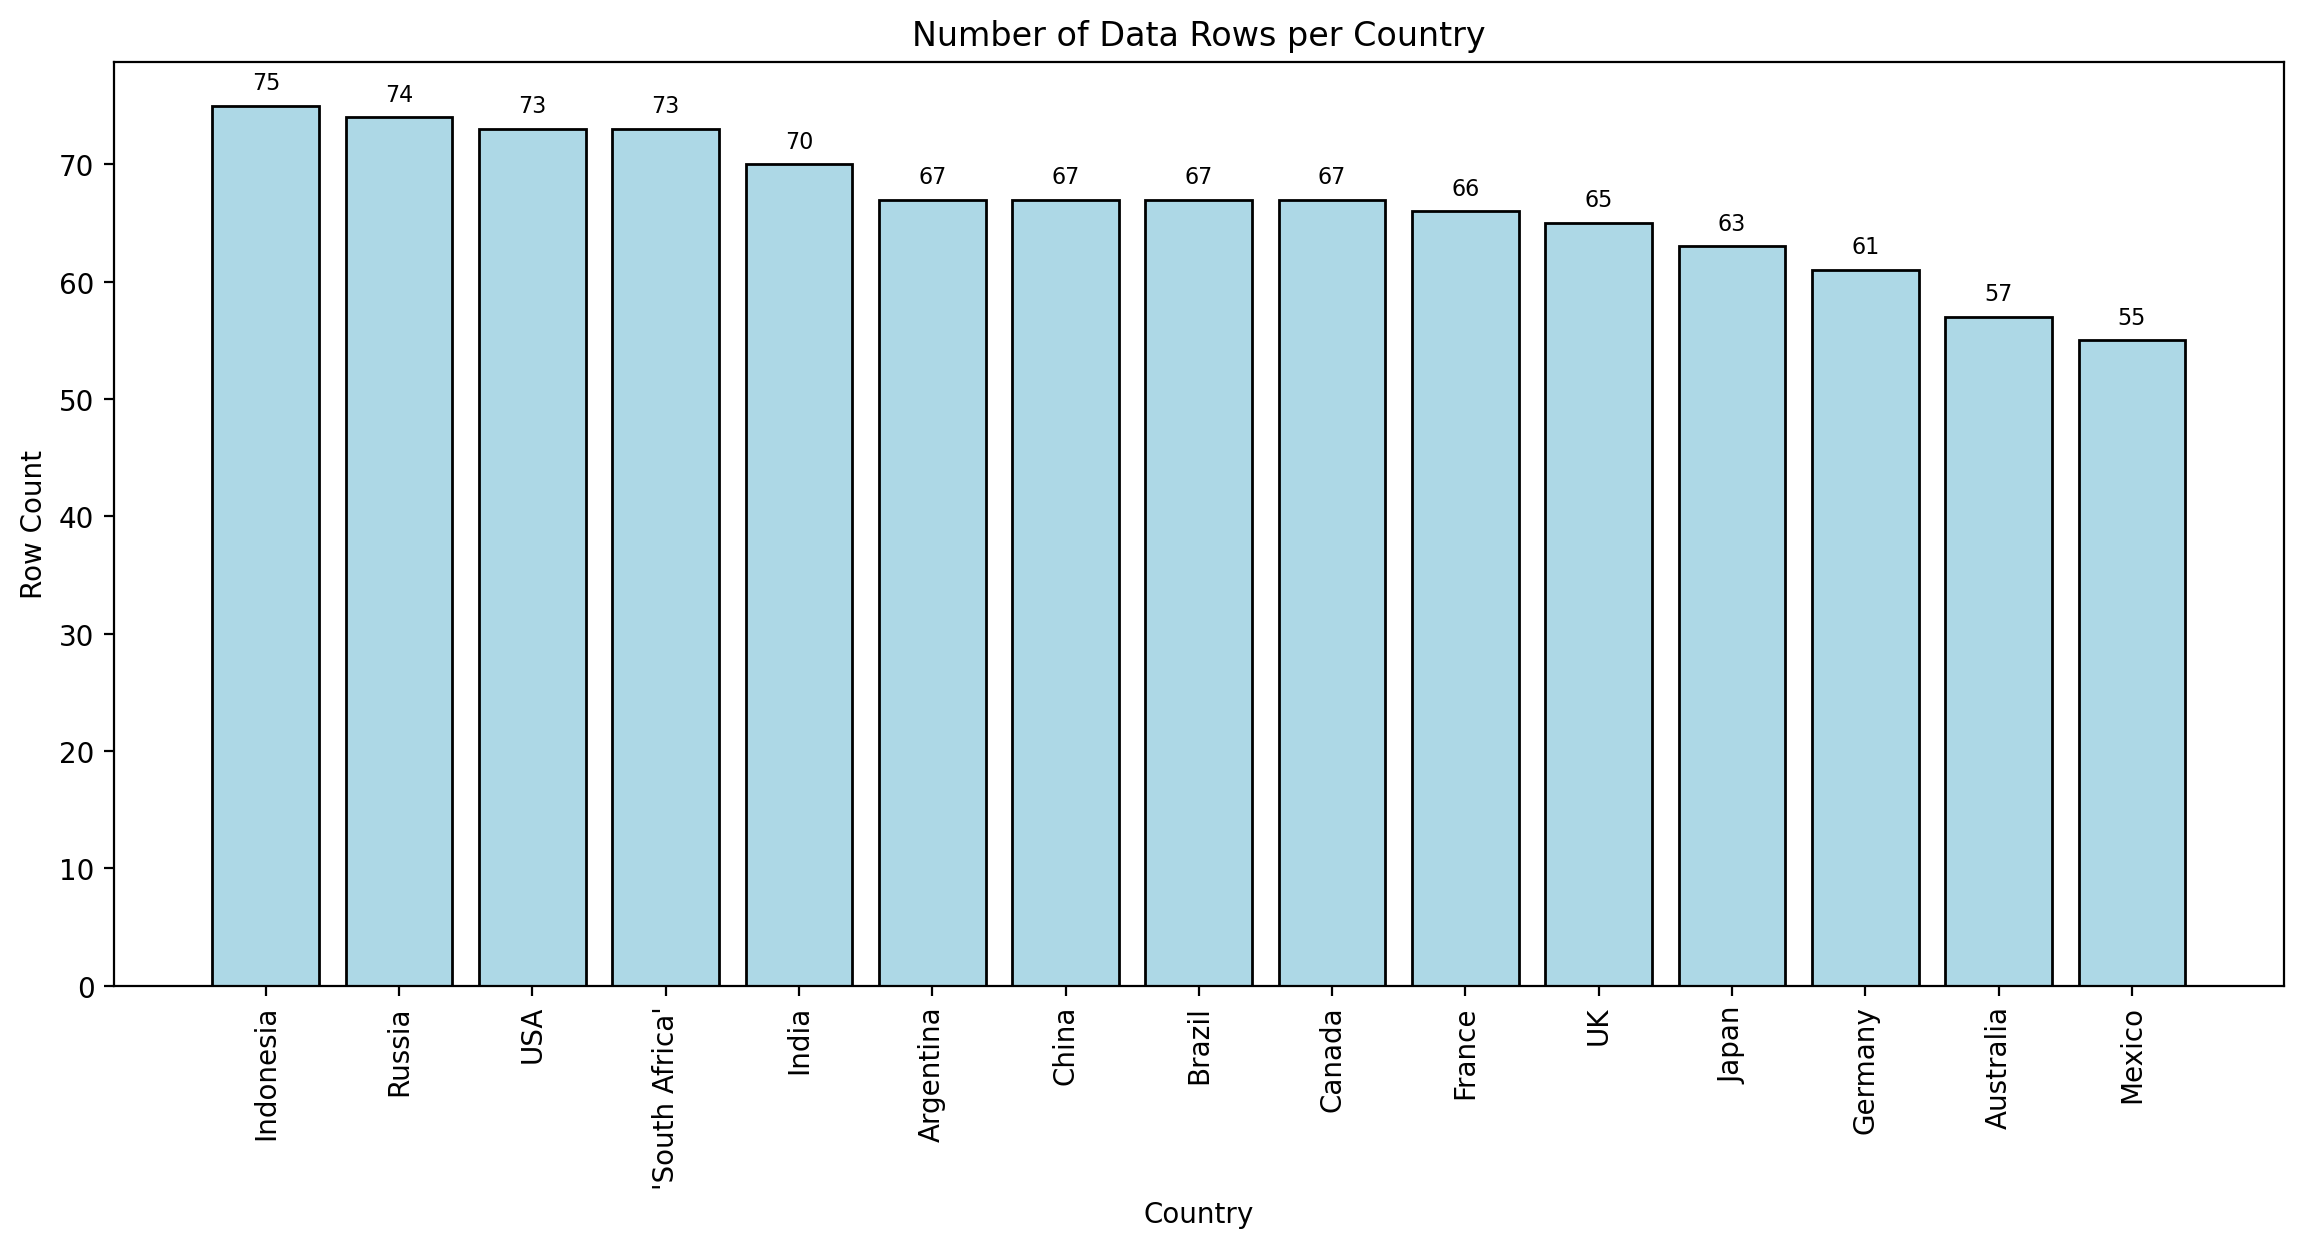 Number of Data Rows per Country
75
74
73
73
70
67
67
67
67
66
65
63
61
57
55
70
60
50
40
30
20
10
0
Row Count
Indonesia
Russia
USA
'South Africa'
India
Argentina
China
Brazil
Canada
France
UK
Japan
Germany
Australia
Mexico
Country